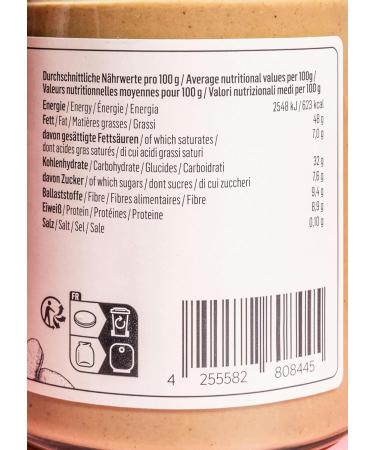 Durchschnittliche Nährwerte pro 100 g / Average nutritional values per 100g /
Valeurs nutritionnelles moyennes pour 100 g / Valori nutrizionali medi per 100 g
Energie / Energy / Énergie / Energia 2548 kJ / 623 kcal
Fett / Fat / Matières grasses / Grassi 48 g
davon gesättigte Fettsäuren / of which saturates / 7,0 g
dont acides gras saturés / di cui acidi grassi saturi
Kohlenhydrate / Carbohydrate / Glucides / Carboidrati 32 g
davon Zucker / of which sugars / dont sucres / di cui zuccheri 7,6 g
Ballaststoffe / Fibre / Fibres alimentaires / Fibre 9,4 g
Eiweiß / Protein / Protéines / Proteine 8,9 g
Salz / Salt / Sel / Sale 0,10 g
FR
4 255582 808445